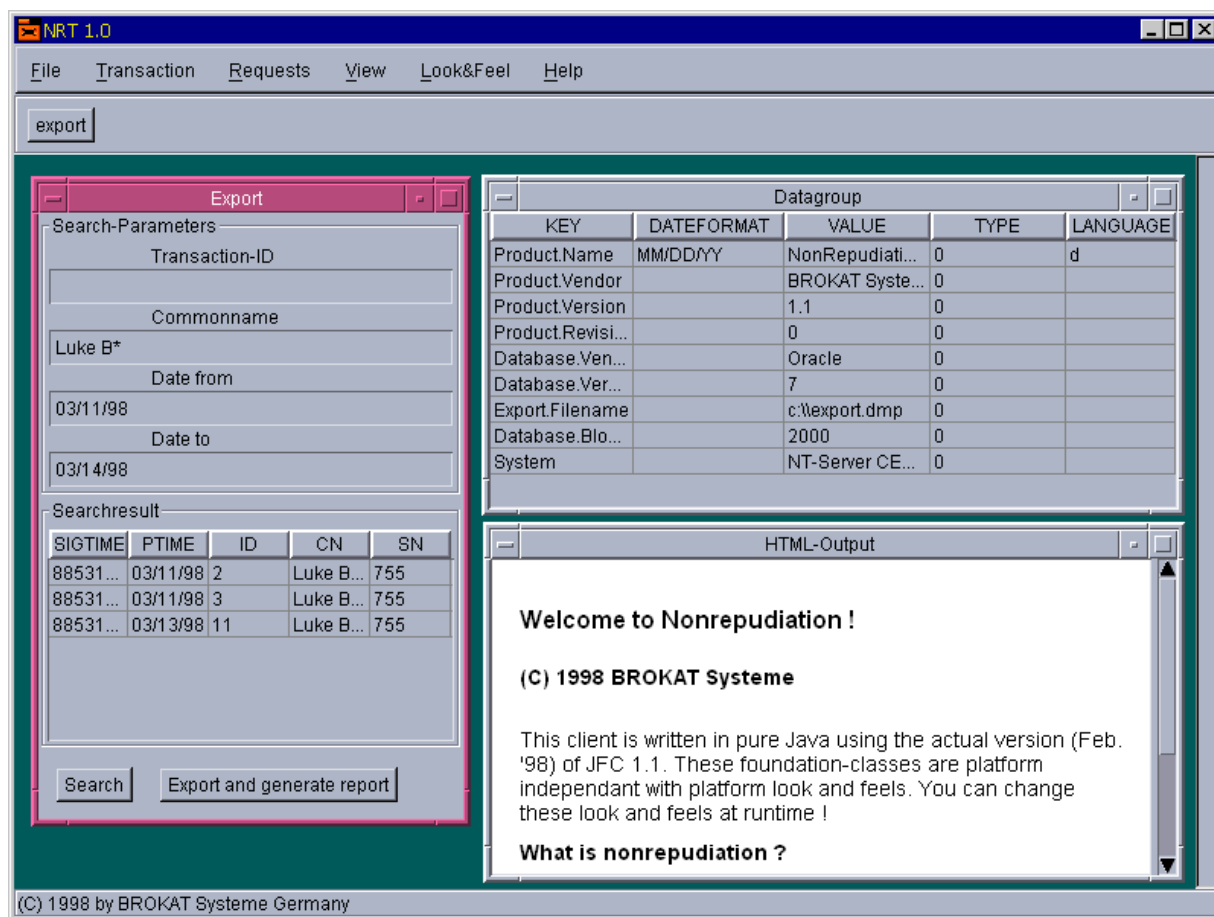 NRT 1.0
File Transaction Requests View Look&Feel Help
export
Export
Search-Parameters
Transaction-ID
Commonname
Luke B*
Date from
03/11/98
Date to
03/14/98
Searchresult
SIGTIME PTIME ID CN SN
88531... 03/11/98 2 Luke B... 755
88531... 03/11/98 3 Luke B... 755
88531... 03/13/98 11 Luke B... 755
Search Export and generate report
Datagroup
KEY DATEFORMAT VALUE TYPE LANGUAGE
Product.Name MM/DD/YY NonRepudiati... 0 d
Product.Vendor BROKAT Syste... 0
Product.Version 1.1 0
Product.Revisi... 0 0
Database.Ven... Oracle 0
Database.Ver... 7 0
Export.Filename c:\\export.dmp 0
Database.Blo... 2000 0
System NT-Server CE... 0
HTML-Output
Welcome to Nonrepudiation !
(C) 1998 BROKAT Systeme
This client is written in pure Java using the actual version (Feb.
'98) of JFC 1.1. These foundation-classes are platform
independant with platform look and feels. You can change
these look and feels at runtime !
What is nonrepudiation ?
(C) 1998 by BROKAT Systeme Germany